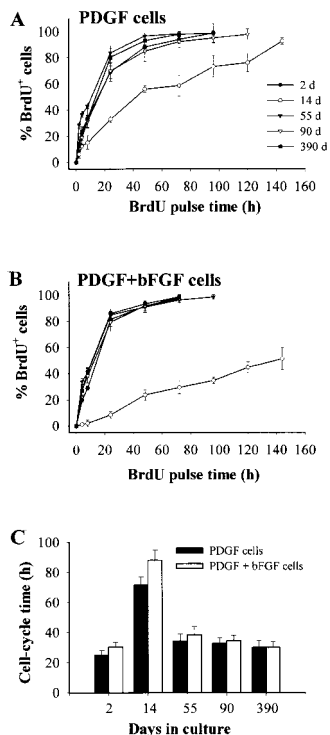 A
PDGF cells
% BrdU+ cells
100
80
60
40
20
0
2 d
14 d
55 d
90 d
390 d
0 20 40 60 80 100 120 140 160
BrdU pulse time (h)
B
PDGF+bFGF cells
% BrdU+ cells
100
80
60
40
20
0
0 20 40 60 80 100 120 140 160
BrdU pulse time (h)
C
Cell-cycle time (h)
100
80
60
40
20
0
PDGF cells
PDGF + bFGF cells
2 14 55 90 390
Days in culture